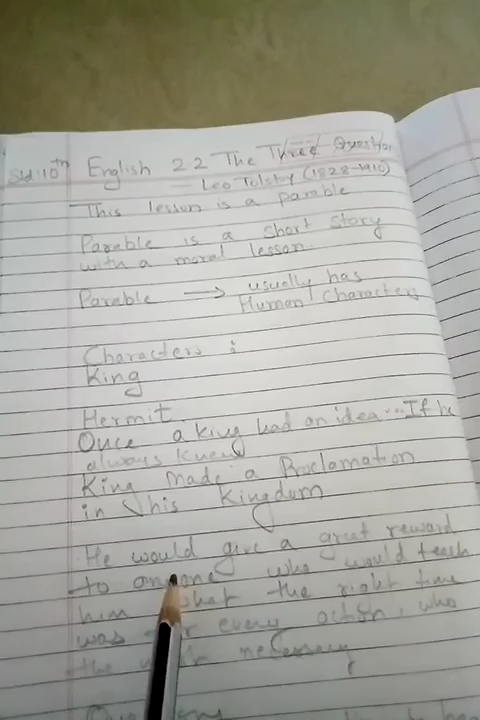 Std:10th English 2.2 The Three Question
— Leo Tolstoy (1828-1910)
This lesson is a parable
Parable is a short story
with a moral lesson.
Parable → usually has
Human Characters
Characters :
King
Hermit
Once a king had an idea...If he
always knew
King made a Proclamation
in his Kingdom
He would give a great reward
to anyone who would teach
him what the right time
was for every action, who
the most necessary